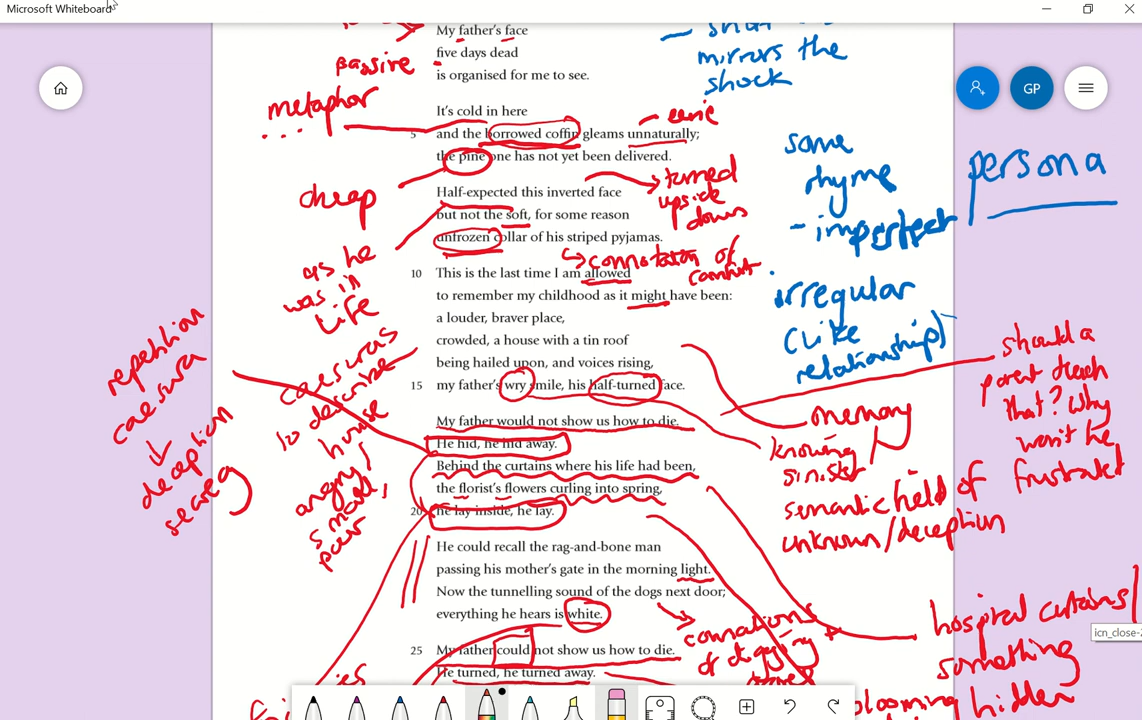 Microsoft Whiteboard
My father's face
five days dead
is organised for me to see.
It's cold in here
5 and the borrowed coffin gleams unnaturally;
the pine one has not yet been delivered.
Half-expected this inverted face
but not the soft, for some reason
unfrozen collar of his striped pyjamas.
10 This is the last time I am allowed
to remember my childhood as it might have been:
a louder, braver place,
crowded, a house with a tin roof
being hailed upon, and voices rising,
15 my father's wry smile, his half-turned face.
My father would not show us how to die.
He hid, he hid away.
Behind the curtains where his life had been,
the florist's flowers curling into spring,
20 he lay inside, he lay.
He could recall the rag-and-bone man
passing his mother's gate in the morning light.
Now the tunnelling sound of the dogs next door;
everything he hears is white.
25 My father could not show us how to die.
He turned, he turned away.
passive
metaphor
...
cheap
as he
was in
life
repetition
caesura
deception
caesuras
to describe
house
angry/
small,
poor
mirrors the
shock
eerie
turned
upside
down
connotation of
comfort
some
rhyme
- imperfect
irregular
(like
relationship)
persona
GP
memory
knowing
sinister
semantic field of
unknown/deception
should a
parent teach
that? Why
won't he
frustrated
hospital curtains/
something
blooming hidden
connotations
of digging
icn_close-2